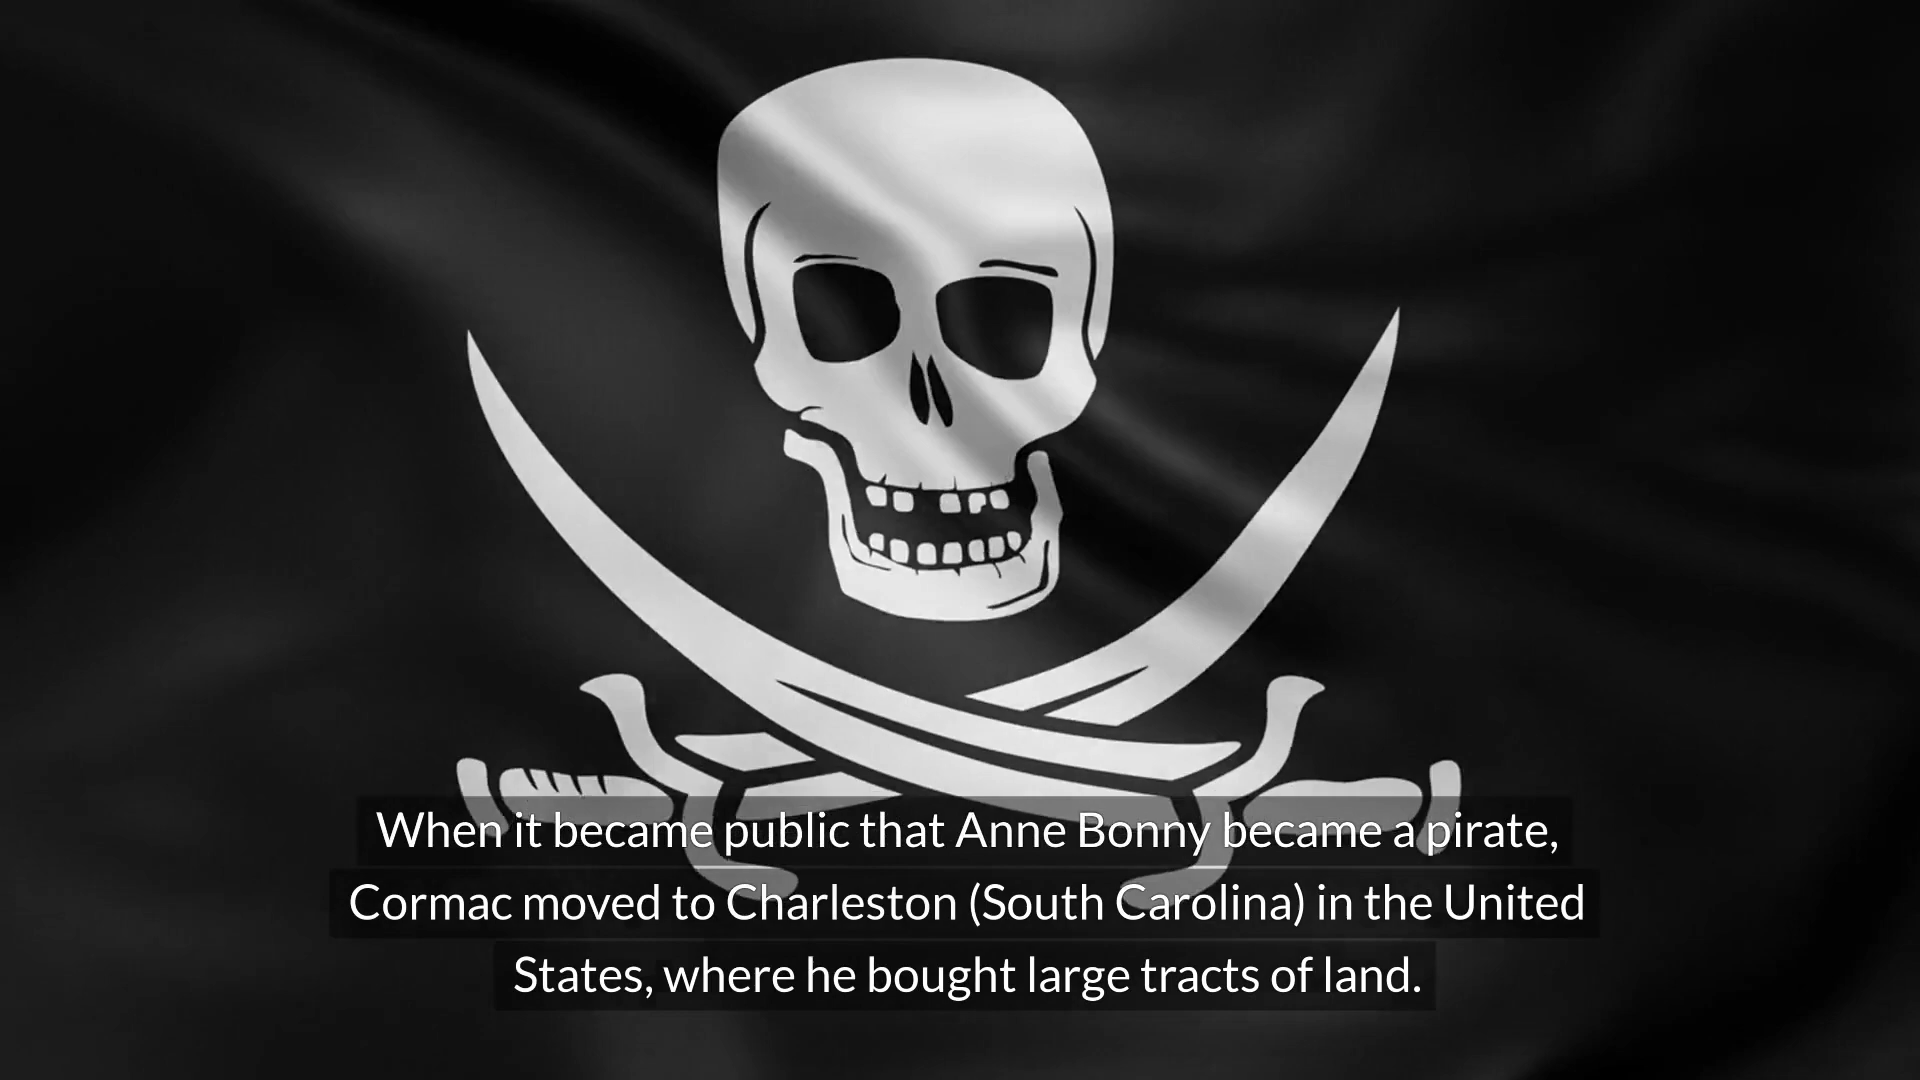 When it became public that Anne Bonny became a pirate,
Cormac moved to Charleston (South Carolina) in the United
States, where he bought large tracts of land.